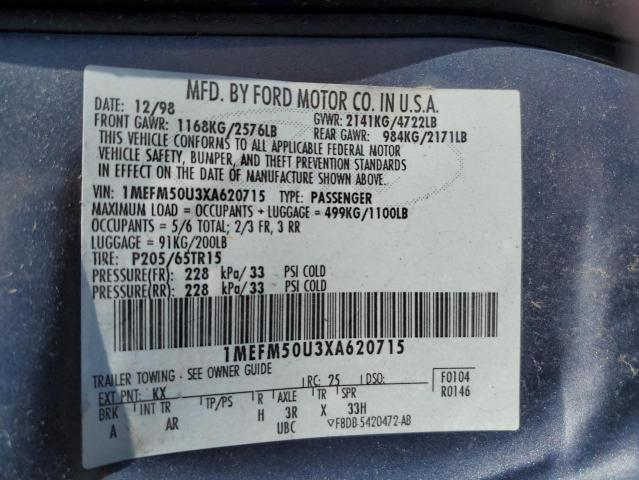 MFD. BY FORD MOTOR CO. IN U.S.A.
DATE: 12/98 GVWR: 2141KG/4722LB
FRONT GAWR: 1168KG/2576LB REAR GAWR: 984KG/2171LB
THIS VEHICLE CONFORMS TO ALL APPLICABLE FEDERAL MOTOR
VEHICLE SAFETY, BUMPER, AND THEFT PREVENTION STANDARDS
IN EFFECT ON THE DATE OF MANUFACTURE SHOWN ABOVE.
VIN: 1MEFM50U3XA620715 TYPE: PASSENGER
MAXIMUM LOAD = OCCUPANTS + LUGGAGE = 499KG/1100LB
OCCUPANTS = 5/6 TOTAL; 2/3 FR, 3 RR
LUGGAGE = 91KG/200LB
TIRE: P205/65TR15
PRESSURE(FR): 228 kPa/33 PSI COLD
PRESSURE(RR): 228 kPa/33 PSI COLD
1MEFM50U3XA620715
TRAILER TOWING - SEE OWNER GUIDE
EXT PNT: KX RC: 25 DSO: F0104
BRK INT TR TP/PS R AXLE TR SPR R0146
A AR H 3R X 33H
UBC ▽F8DB-5420472-AB